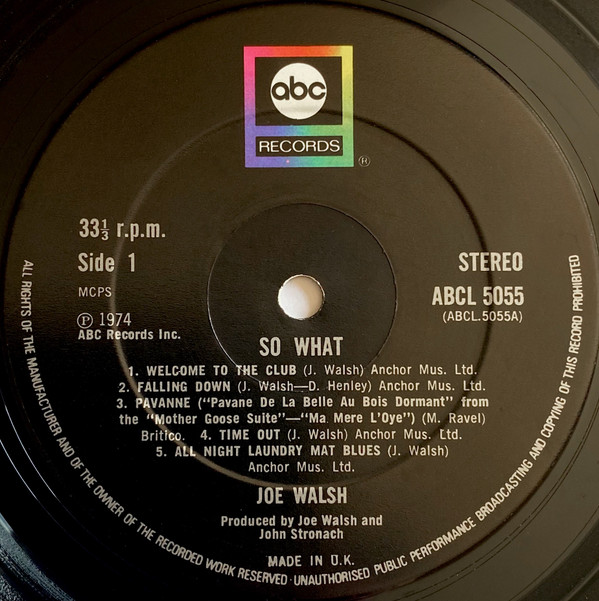 abc
RECORDS
Ⓗ
33⅓ r.p.m.
Side 1
MCPS
Ⓟ 1974
ABC Records Inc.
STEREO
ABCL 5055
(ABCL.5055A)
SO WHAT
1. WELCOME TO THE CLUB (J. Walsh) Anchor Mus. Ltd.
2. FALLING DOWN (J. Walsh—D. Henley) Anchor Mus. Ltd.
3. PAVANNE ("Pavane De La Belle Au Bois Dormant" from
the "Mother Goose Suite"—"Ma Mere L'Oye") (M. Ravel)
Britico. 4. TIME OUT (J. Walsh) Anchor Mus. Ltd.
5. ALL NIGHT LAUNDRY MAT BLUES (J. Walsh)
Anchor Mus. Ltd.
JOE WALSH
Produced by Joe Walsh and
John Stronach
MADE IN U.K.
ALL RIGHTS OF THE MANUFACTURER AND OF THE OWNER OF THE RECORDED WORK RESERVED · UNAUTHORISED PUBLIC PERFORMANCE BROADCASTING AND COPYING OF THIS RECORD PROHIBITED